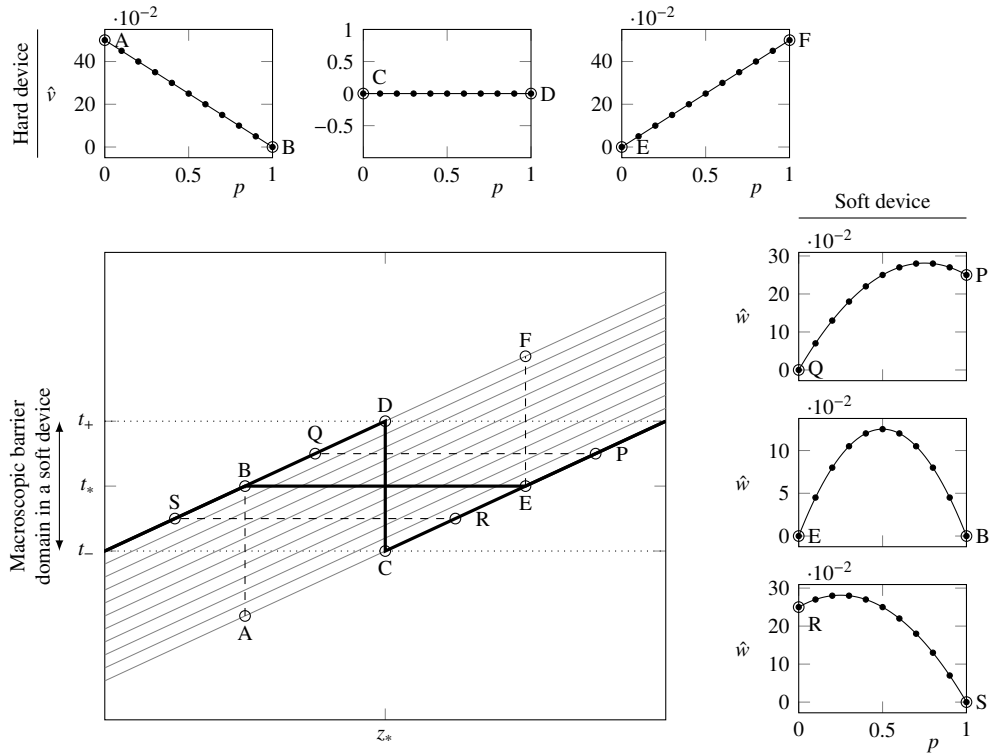 ·10⁻²
40
20
0
A
B
0
0.5
1
p
v̂
Hard device
1
0.5
0
−0.5
C
D
0
0.5
1
p
·10⁻²
40
20
0
E
F
0
0.5
1
p
Soft device
·10⁻²
30
20
10
0
ŵ
Q
P
·10⁻²
10
5
0
ŵ
E
B
·10⁻²
30
20
10
0
ŵ
R
S
0
0.5
1
p
Macroscopic barrier
domain in a soft device
t₊
t∗
t₋
F
D
Q
P
B
S
R
E
C
A
z∗